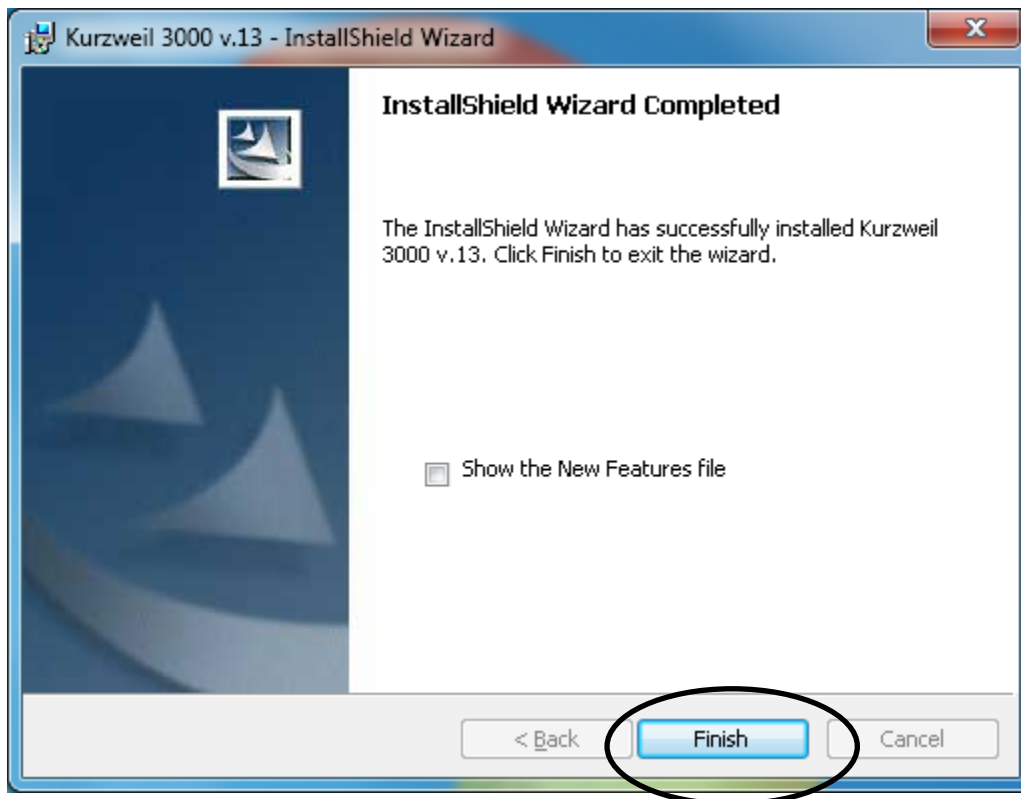 Kurzweil 3000 v.13 - InstallShield Wizard
InstallShield Wizard Completed
The InstallShield Wizard has successfully installed Kurzweil
3000 v.13. Click Finish to exit the wizard.
Show the New Features file
< Back
Finish
Cancel